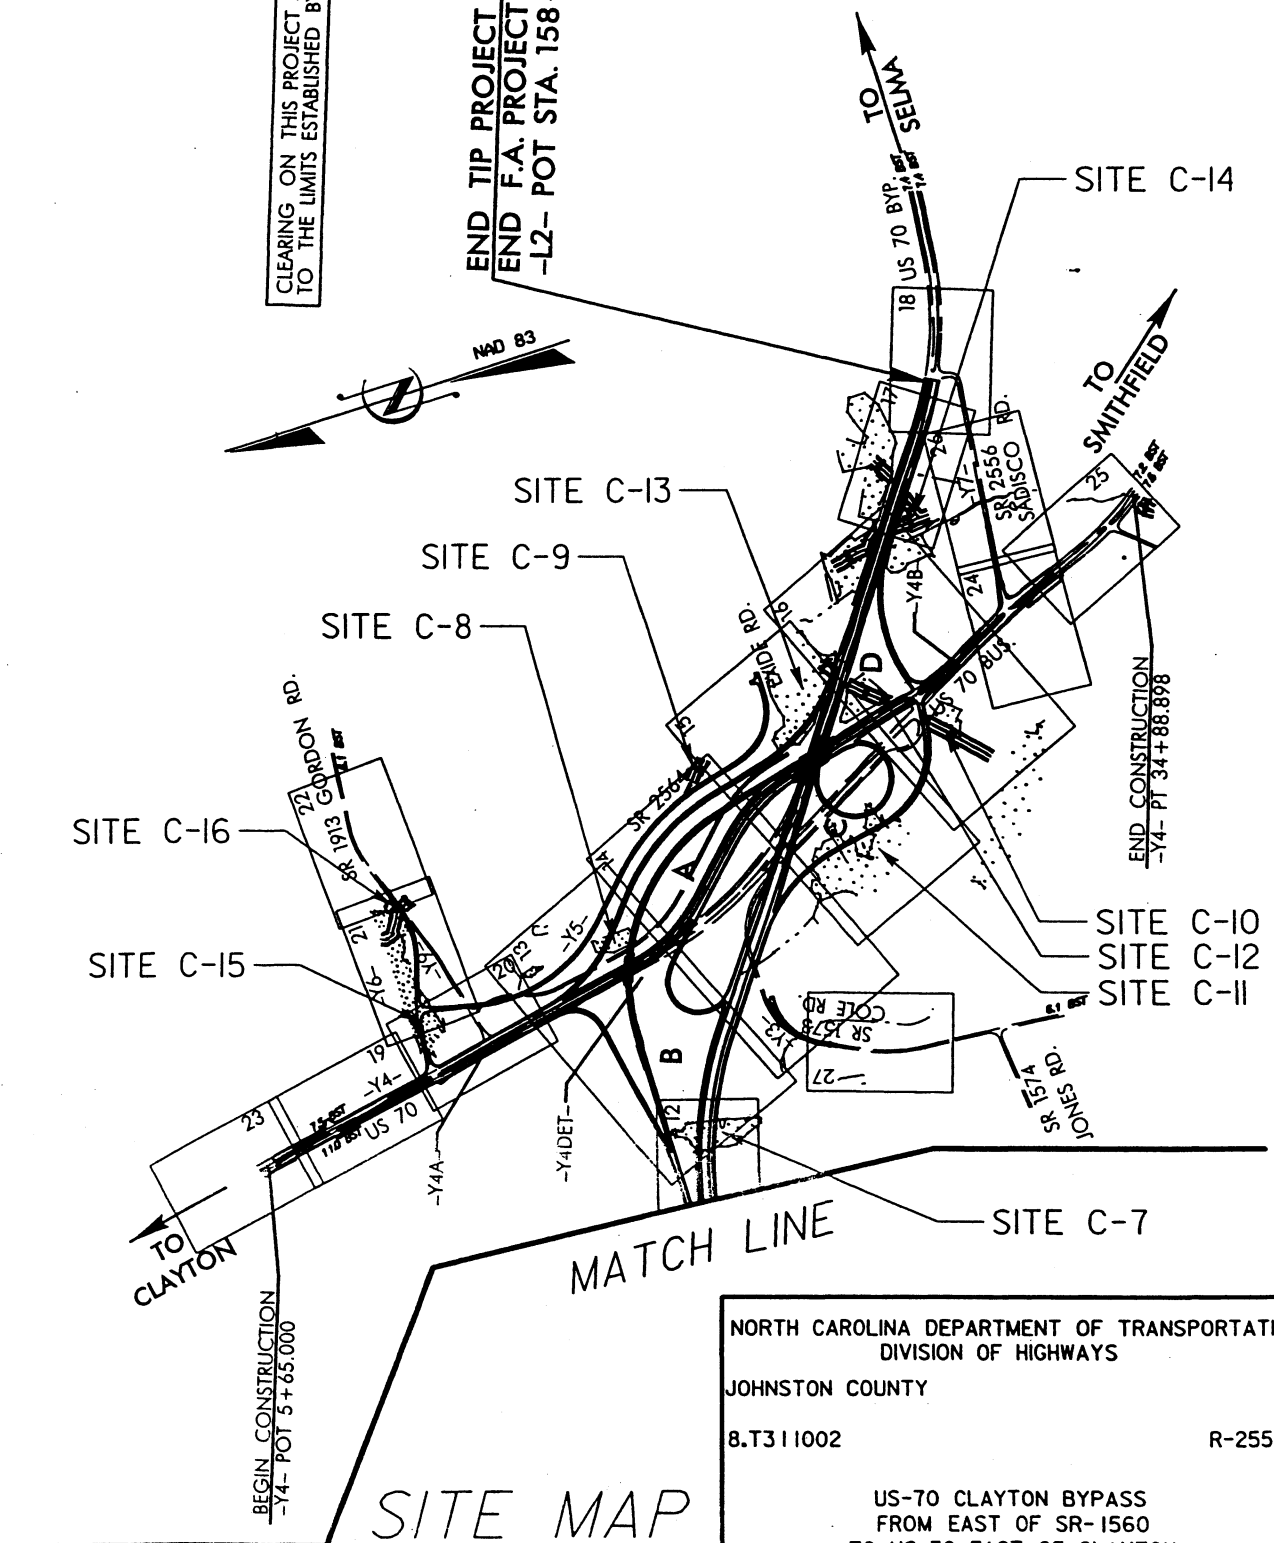 CLEARING ON THIS PROJECT
TO THE LIMITS ESTABLISHED B
END TIP PROJECT
END F.A. PROJECT
-L2- POT STA. 158
TO
SELMA
SITE C-14
18
US 70 BYP.
NAD 83
TO
SMITHFIELD
17
26
-Y7-
SR 2556
SADISCO RD.
25
SITE C-13
SITE C-9
SITE C-8
EXIDE RD.
16
-Y4B-
24
D
US 70 BUS.
END CONSTRUCTION
-Y4- PT 34+88.898
15
SR 2564
SR 1913 GORDON RD.
22
SITE C-16
14
A
C
21
SITE C-15
-Y6-
-Y5-
20
13
19
-Y4-
US 70
23
B
SITE C-10
SITE C-12
SITE C-11
-Y3-
SR 1578
COLE RD.
27
SR 1574
JONES RD.
12
-Y4A-
-Y4DET-
SITE C-7
TO
CLAYTON
MATCH LINE
BEGIN CONSTRUCTION
-Y4- POT 5+65.000
SITE MAP
NORTH CAROLINA DEPARTMENT OF TRANSPORTATI
DIVISION OF HIGHWAYS
JOHNSTON COUNTY
8.T311002
R-255
US-70 CLAYTON BYPASS
FROM EAST OF SR-1560